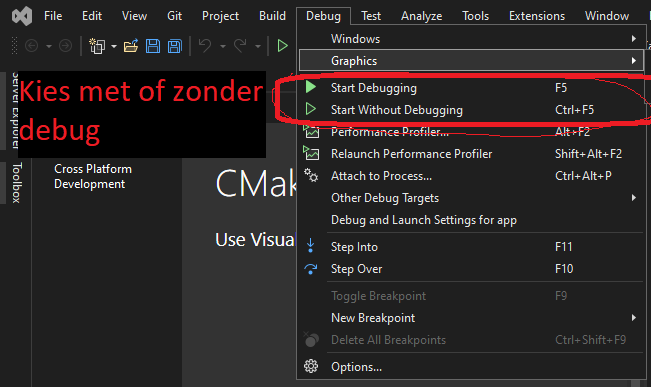 File Edit View Git Project Build Debug Test Analyze Tools Extensions Window
Windows
Graphics
Start Debugging F5
Start Without Debugging Ctrl+F5
Performance Profiler... Alt+F2
Relaunch Performance Profiler Shift+Alt+F2
Attach to Process... Ctrl+Alt+P
Other Debug Targets
Debug and Launch Settings for app
Step Into F11
Step Over F10
Toggle Breakpoint F9
New Breakpoint
Delete All Breakpoints Ctrl+Shift+F9
Options...
Kies met of zonder
debug
Server Explorer
Toolbox
Cross Platform
Development
CMak
Use Visua